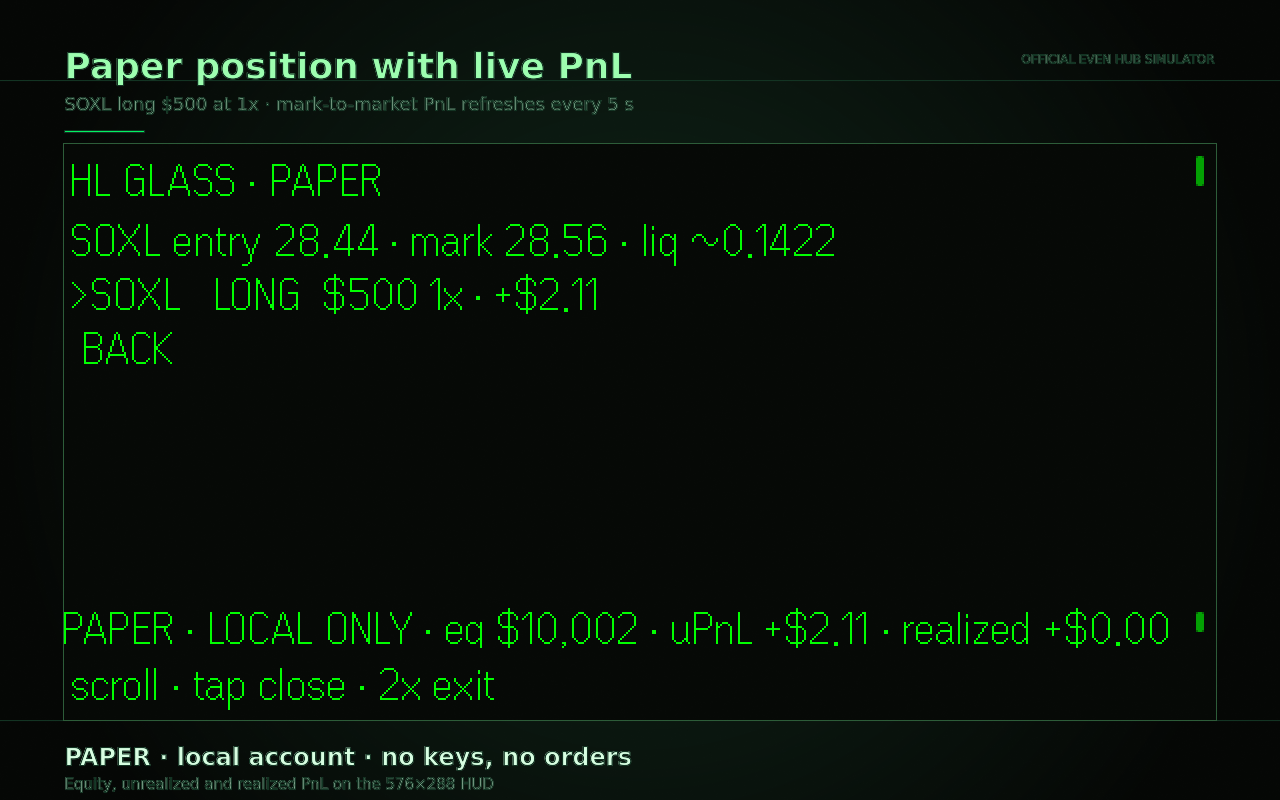 Paper position with live PnL
OFFICIAL EVEN HUB SIMULATOR
SOXL long $500 at 1x · mark-to-market PnL refreshes every 5 s
HL GLASS · PAPER
SOXL entry 28.44 · mark 28.56 · liq ~0.1422
>SOXL LONG $500 1x · +$2.11
BACK
PAPER · LOCAL ONLY · eq $10,002 · uPnL +$2.11 · realized +$0.00
scroll · tap close · 2x exit
PAPER · local account · no keys, no orders
Equity, unrealized and realized PnL on the 576×288 HUD